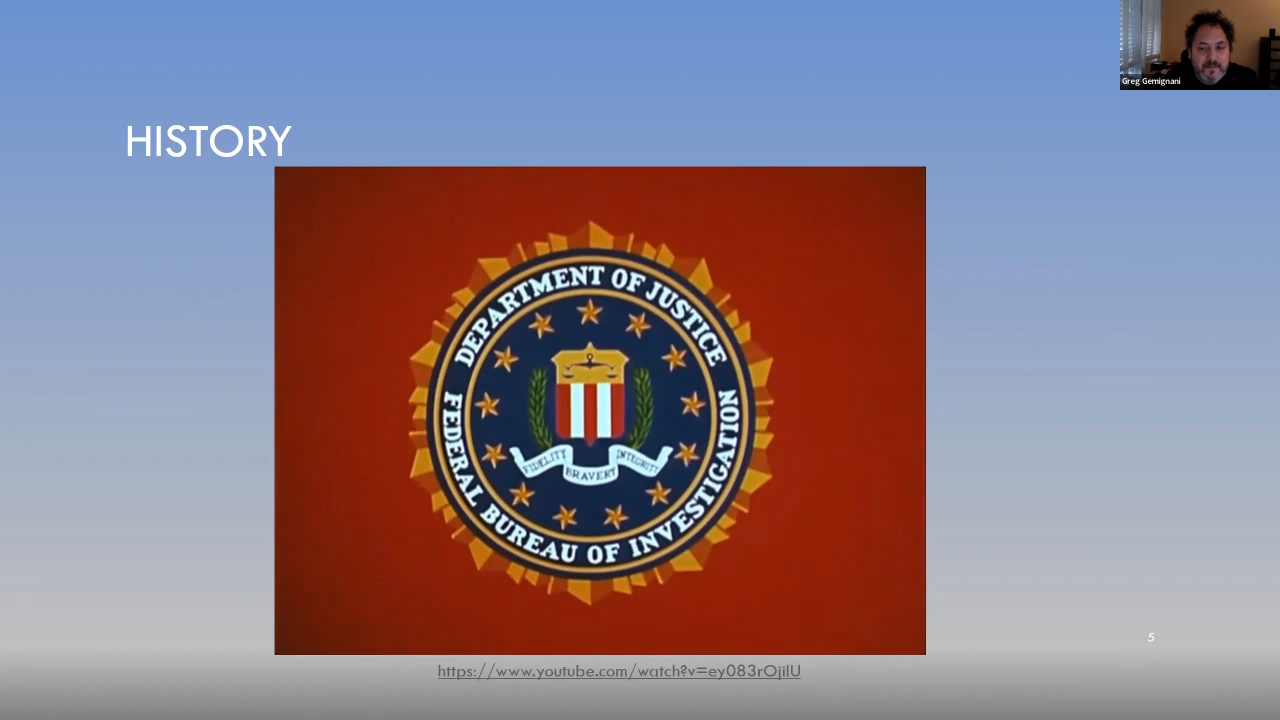 Greg Gemignani
HISTORY
DEPARTMENT OF JUSTICE
FEDERAL BUREAU OF INVESTIGATION
FIDELITY
BRAVERY
INTEGRITY
5
https://www.youtube.com/watch?v=ey083rOjiIU